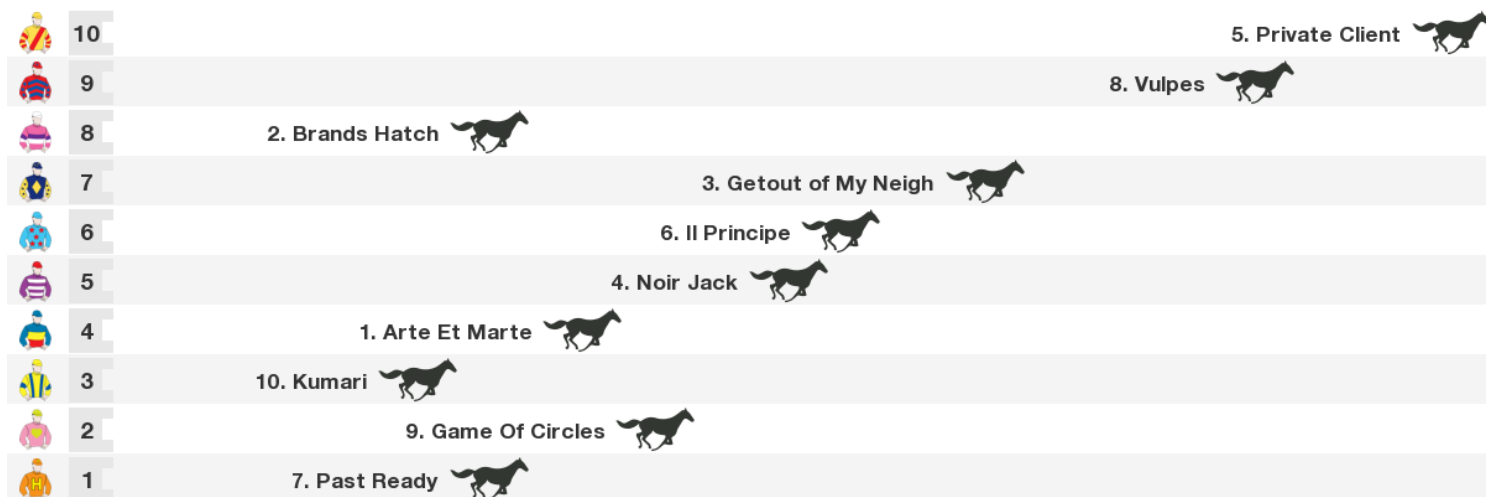 10 5. Private Client
9 8. Vulpes
8 2. Brands Hatch
7 3. Getout of My Neigh
6 6. Il Principe
5 4. Noir Jack
4 1. Arte Et Marte
3 10. Kumari
2 9. Game Of Circles
H 1 7. Past Ready